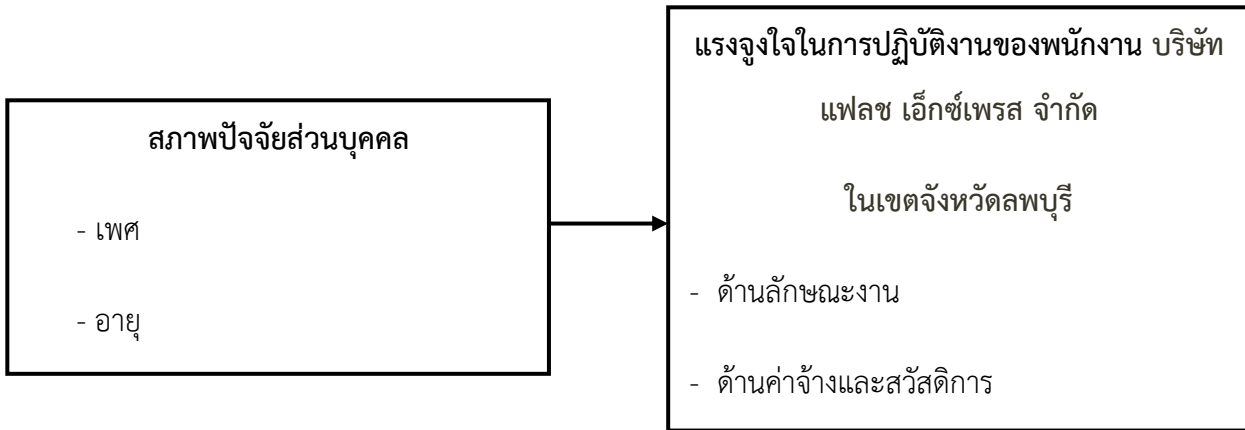 สภาพปัจจัยส่วนบุคคล
- เพศ
- อายุ
แรงจูงใจในการปฏิบัติงานของพนักงาน บริษัท
แฟลช เอ็กซ์เพรส จำกัด
ในเขตจังหวัดลพบุรี
- ด้านลักษณะงาน
- ด้านค่าจ้างและสวัสดิการ